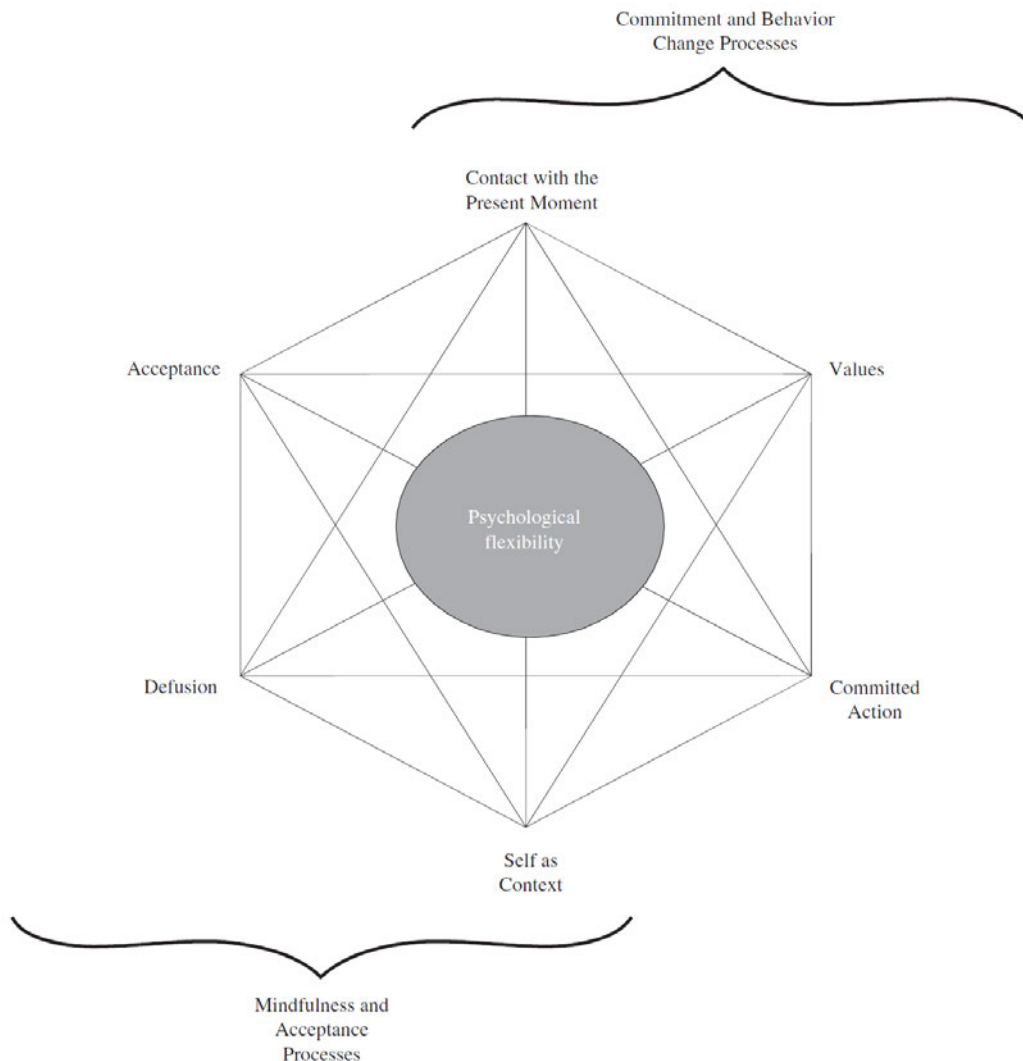 Commitment and Behavior
Change Processes
Contact with the
Present Moment
Acceptance
Values
Psychological
flexibility
Defusion
Committed
Action
Self as
Context
Mindfulness and
Acceptance
Processes